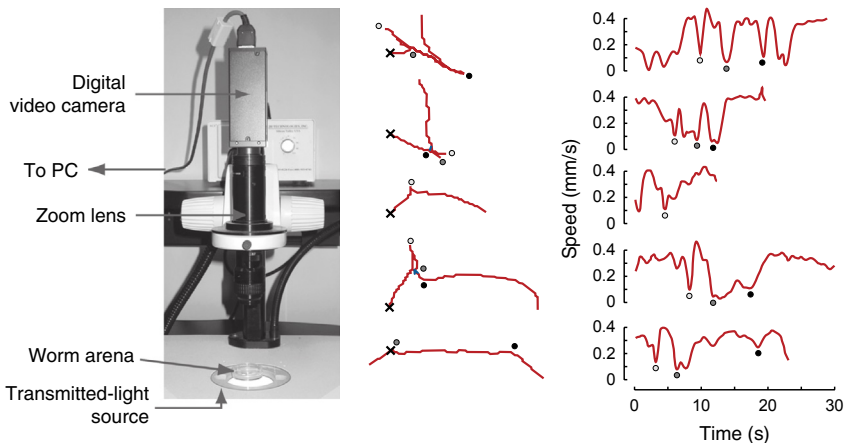 Digital
video camera
To PC
Zoom lens
Worm arena
Transmitted-light
source
Speed (mm/s)
0.4
0.2
0
0.4
0.2
0
0.4
0.2
0
0.4
0.2
0
0.4
0.2
0
0 10 20 30
Time (s)